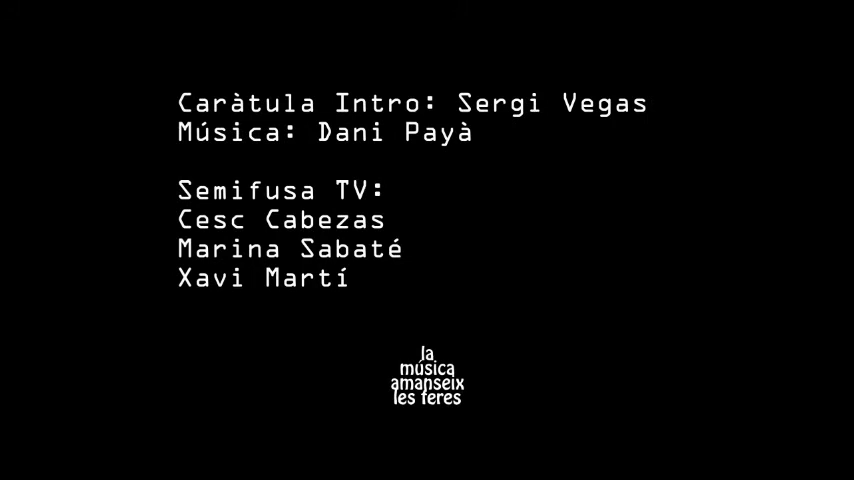 Caràtula Intro: Sergi Vegas
Música: Dani Payà
Semifusa TV:
Cesc Cabezas
Marina Sabaté
Xavi Martí
la
música
amanseix
les feres